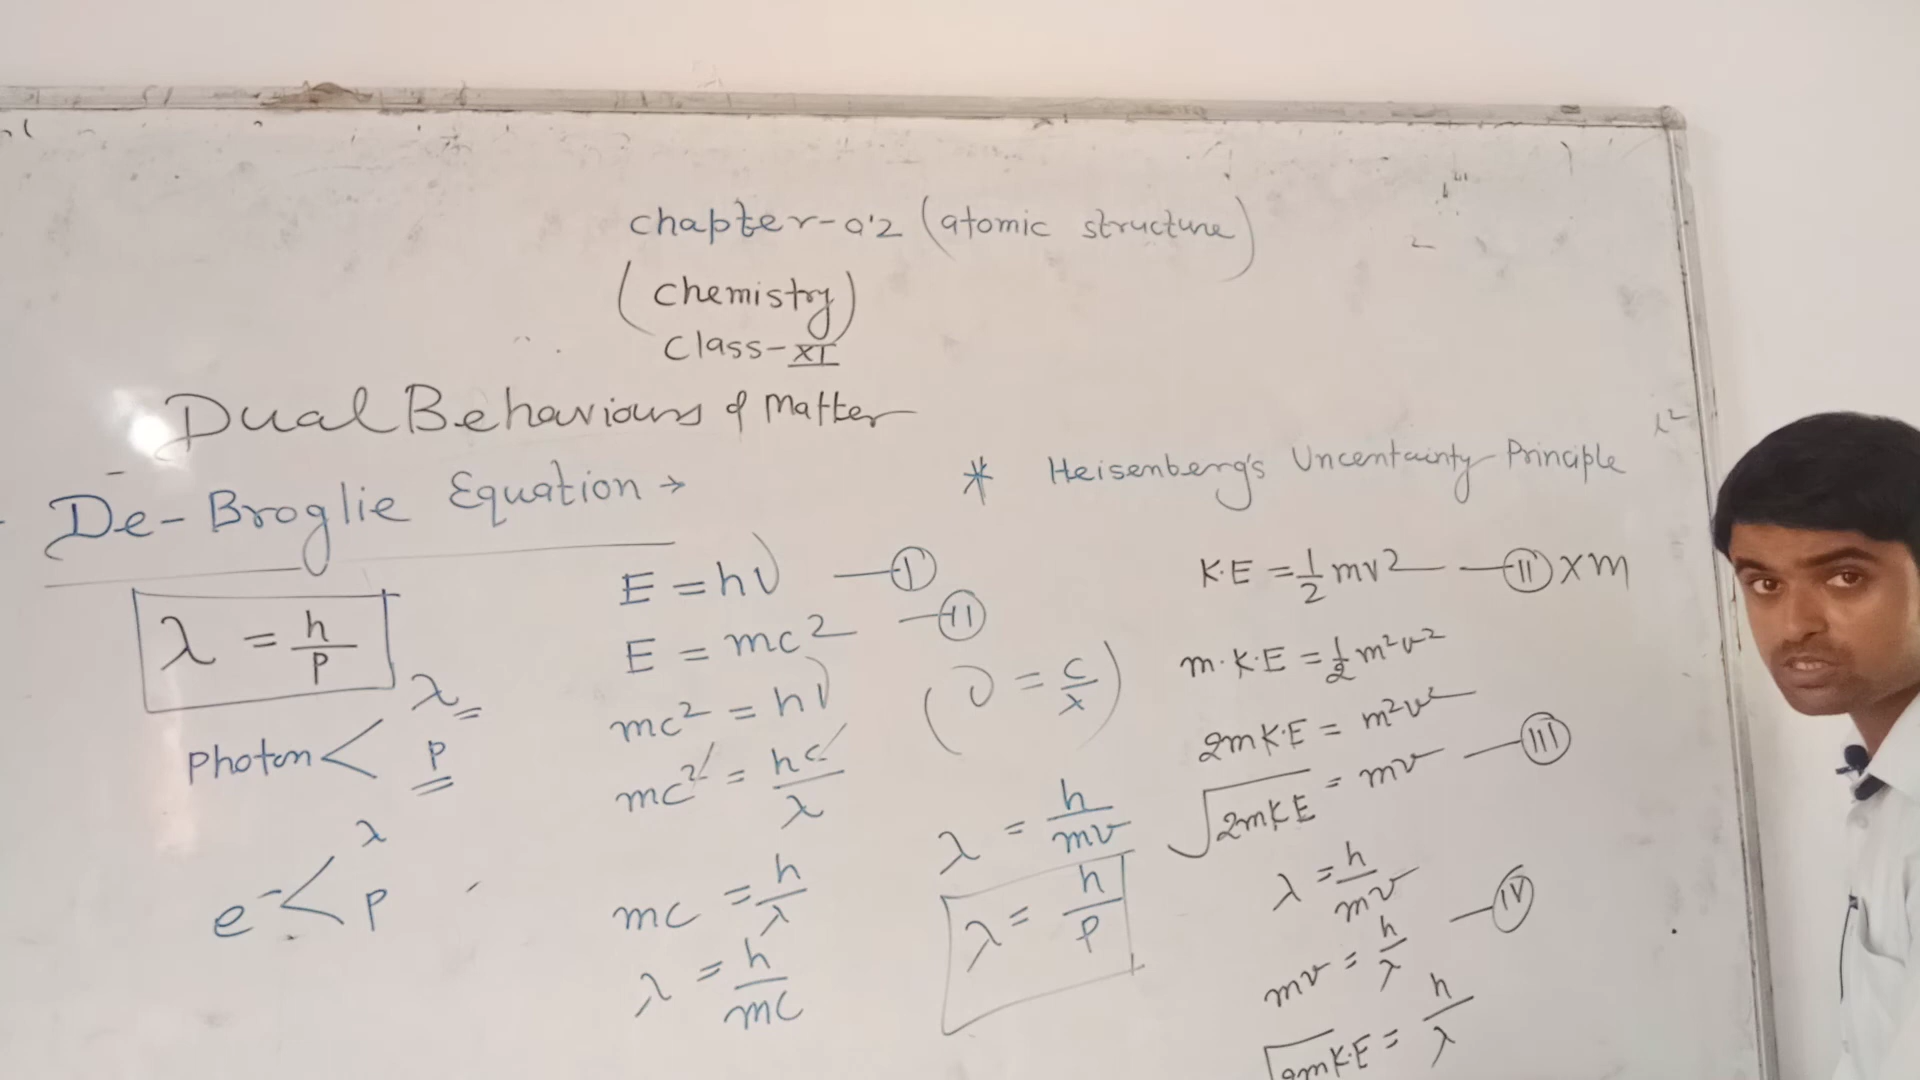 chapter-02 (atomic structure)
(chemistry)
Class-XI
Dual Behaviours of Matter
De-Broglie Equation →
λ = h/p
Photon < λ
p
e⁻ < λ
p
E = hν —(I)
E = mc² —(II)
mc² = hν
(ν = c/λ)
mc² = hc/λ
mc = h/λ
λ = h/mc
λ = h/mv
λ = h/p
* Heisenberg's Uncentainty Principle
K.E = 1/2 mv² —(II) × m
m.K.E = 1/2 m²v²
2mK.E = m²v²
√2mKE = mv —(III)
λ = h/mv
mv = h/λ —(IV)
√2mK.E = h/λ